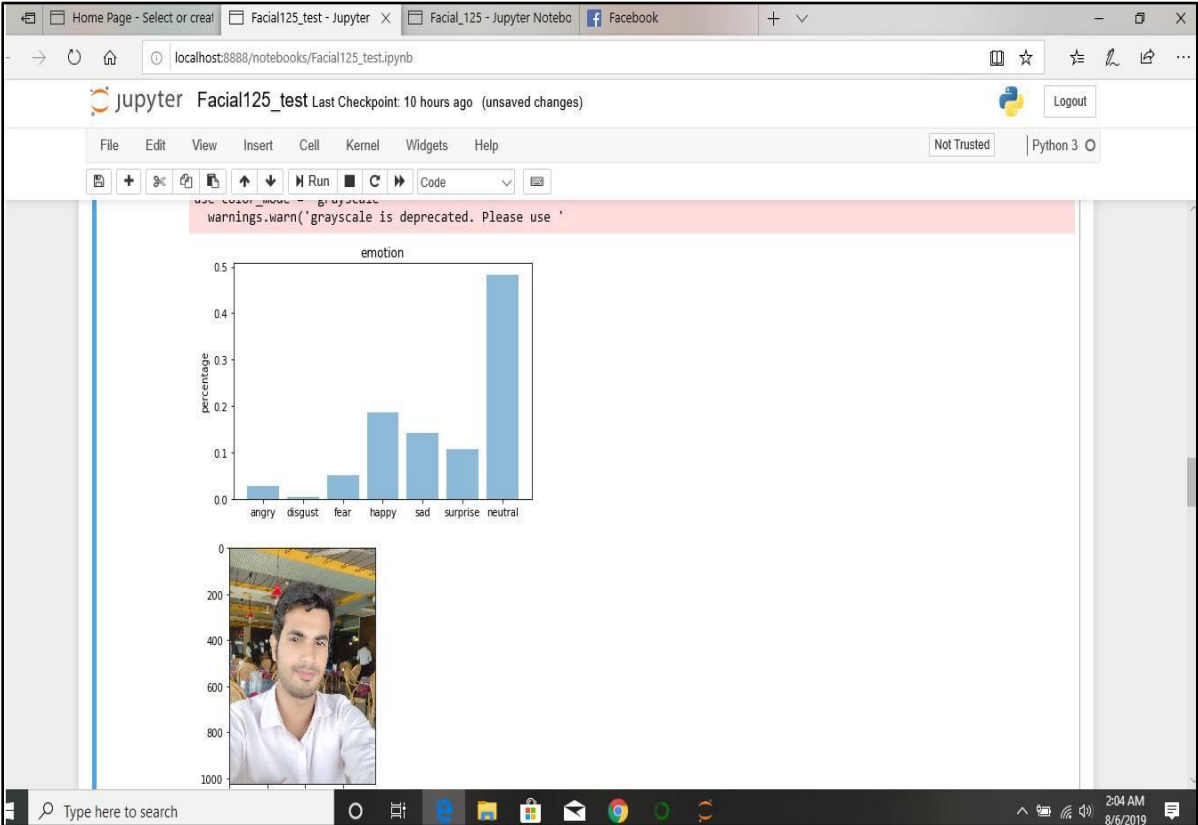 Home Page - Select or creat
Facial125_test - Jupyter
Facial_125 - Jupyter Notebo
Facebook
localhost:8888/notebooks/Facial125_test.ipynb
jupyter Facial125_test Last Checkpoint: 10 hours ago (unsaved changes)
Logout
File Edit View Insert Cell Kernel Widgets Help
Not Trusted
Python 3
Run
Code
use color_mode = "grayscale"
warnings.warn('grayscale is deprecated. Please use '
emotion
0.5
0.4
0.3
percentage
0.2
0.1
0.0
angry disgust fear happy sad surprise neutral
0
200
400
600
800
1000
Type here to search
2:04 AM
8/6/2019